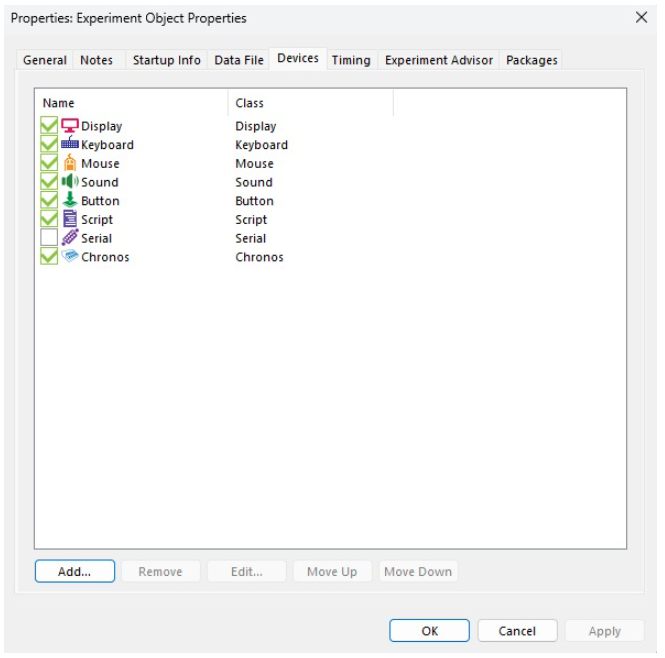 Properties: Experiment Object Properties
General Notes Startup Info Data File Devices Timing Experiment Advisor Packages
Name Class
Display Display
Keyboard Keyboard
Mouse Mouse
Sound Sound
Button Button
Script Script
Serial Serial
Chronos Chronos
Add... Remove Edit... Move Up Move Down
OK Cancel Apply